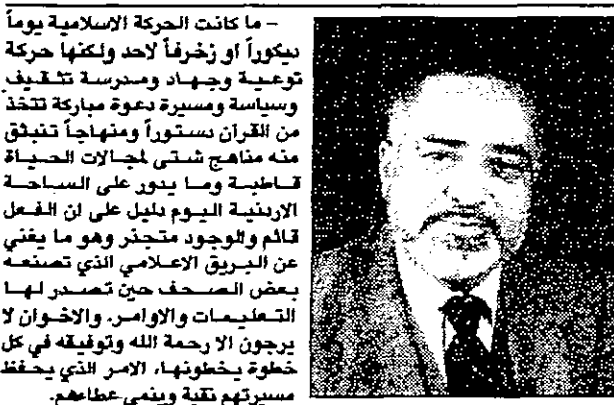 – ما كانت الحركة الاسلامية يوماً
ديكوراً او زخرفاً لاحد ولكنها حركة
توعية وجهاد ومدرسة تثقيف
وسياسة ومسيرة دعوة مباركة تتخذ
من القرآن دستوراً ومنهاجاً تنبثق
منه مناهج شتى لمجالات الحياة
قاطبة وما يدور على الساحة
الاردنية اليوم دليل على ان الفعل
قائم والوجود متجذر وهو ما يغني
عن البريق الاعلامي الذي تصنعه
بعض الصحف حين تصدر لها
التعليمات والاوامر. والاخوان لا
يرجون الا رحمة الله وتوفيقه في كل
خطوة يخطونها، الامر الذي يحفظ
مسيرتهم نقية وينمي عطاءهم.